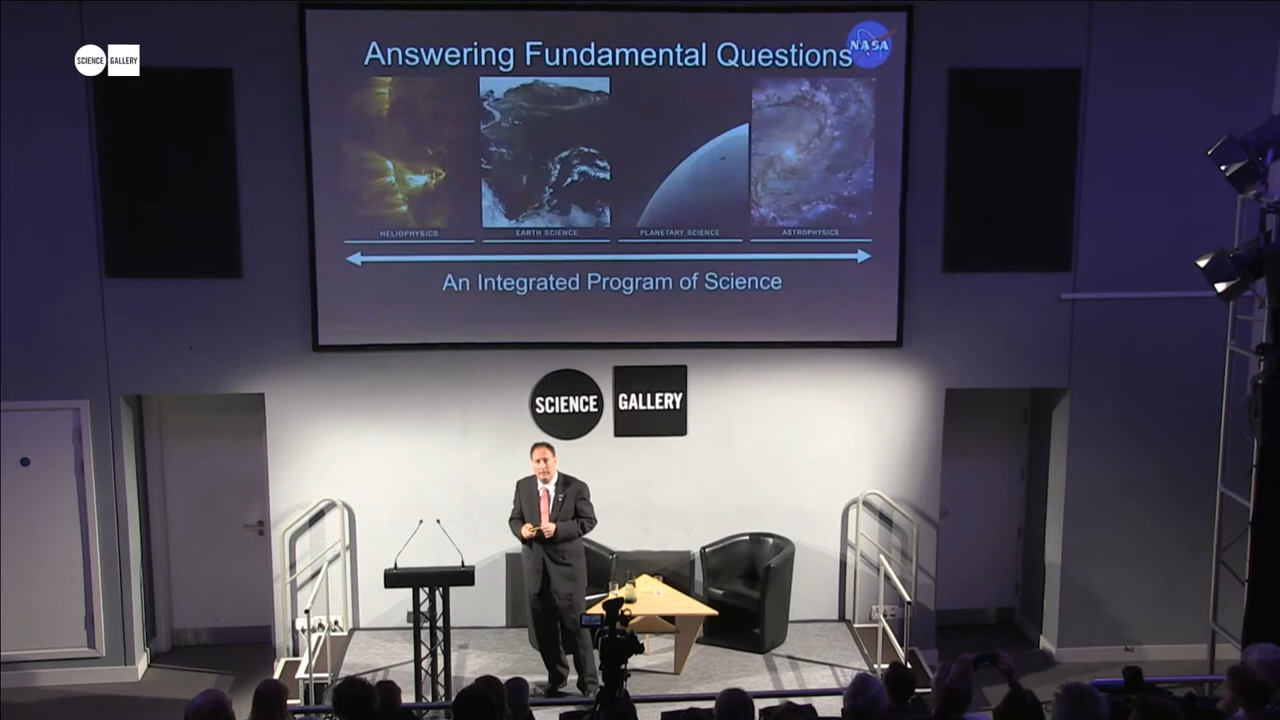 SCIENCE GALLERY
Answering Fundamental Questions
NASA
HELIOPHYSICS EARTH SCIENCE PLANETARY SCIENCE ASTROPHYSICS
An Integrated Program of Science
SCIENCE GALLERY